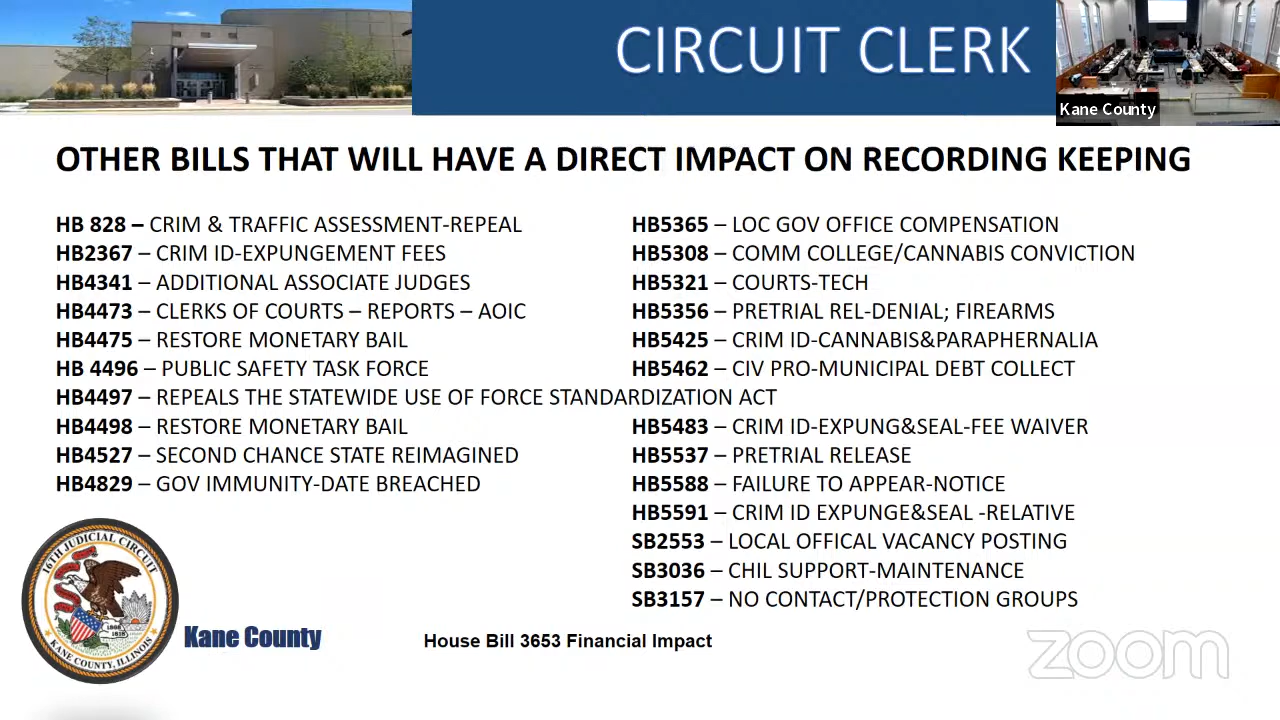 CIRCUIT CLERK
Kane County
OTHER BILLS THAT WILL HAVE A DIRECT IMPACT ON RECORDING KEEPING
HB 828 – CRIM & TRAFFIC ASSESSMENT-REPEAL
HB2367 – CRIM ID-EXPUNGEMENT FEES
HB4341 – ADDITIONAL ASSOCIATE JUDGES
HB4473 – CLERKS OF COURTS – REPORTS – AOIC
HB4475 – RESTORE MONETARY BAIL
HB 4496 – PUBLIC SAFETY TASK FORCE
HB4497 – REPEALS THE STATEWIDE USE OF FORCE STANDARDIZATION ACT
HB4498 – RESTORE MONETARY BAIL
HB4527 – SECOND CHANCE STATE REIMAGINED
HB4829 – GOV IMMUNITY-DATE BREACHED
HB5365 – LOC GOV OFFICE COMPENSATION
HB5308 – COMM COLLEGE/CANNABIS CONVICTION
HB5321 – COURTS-TECH
HB5356 – PRETRIAL REL-DENIAL; FIREARMS
HB5425 – CRIM ID-CANNABIS&PARAPHERNALIA
HB5462 – CIV PRO-MUNICIPAL DEBT COLLECT
HB5483 – CRIM ID-EXPUNG&SEAL-FEE WAIVER
HB5537 – PRETRIAL RELEASE
HB5588 – FAILURE TO APPEAR-NOTICE
HB5591 – CRIM ID EXPUNGE&SEAL -RELATIVE
SB2553 – LOCAL OFFICAL VACANCY POSTING
SB3036 – CHIL SUPPORT-MAINTENANCE
SB3157 – NO CONTACT/PROTECTION GROUPS
16TH JUDICIAL CIRCUIT
1868
1818
KANE COUNTY, ILLINOIS
Kane County
House Bill 3653 Financial Impact
zoom